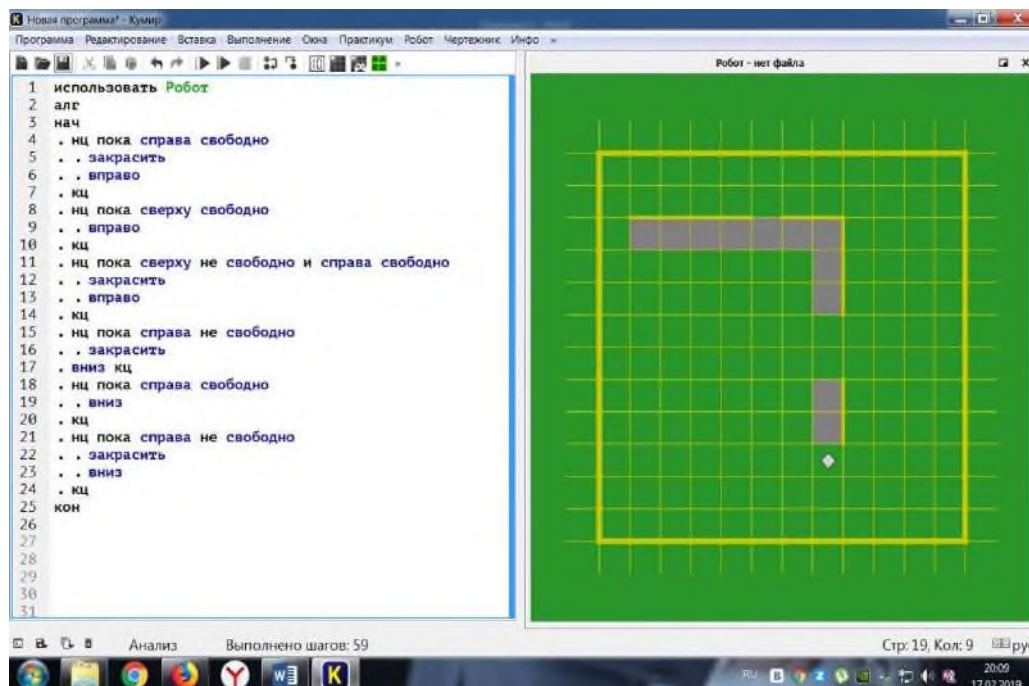 Новая программа* - Кумир
Программа Редактирование Вставка Выполнение Окна Практикум Робот Чертежник Инфо »
Робот - нет файла
1 использовать Робот
2 алг
3 нач
4 . нц пока справа свободно
5 . . закрасить
6 . . вправо
7 . кц
8 . нц пока сверху свободно
9 . . вправо
10 . кц
11 . нц пока сверху не свободно и справа свободно
12 . . закрасить
13 . . вправо
14 . кц
15 . нц пока справа не свободно
16 . . закрасить
17 . вниз кц
18 . нц пока справа свободно
19 . . вниз
20 . кц
21 . нц пока справа не свободно
22 . . закрасить
23 . . вниз
24 . кц
25 кон
26
27
28
29
30
31
Анализ Выполнено шагов: 59 Стр: 19, Кол: 9 ру
RU 20:09
17.02.2019